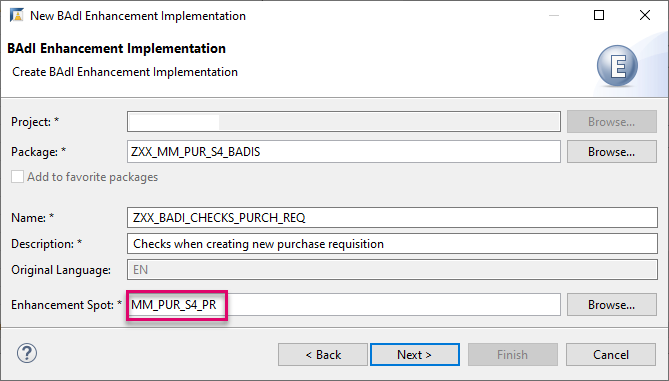 New BAdI Enhancement Implementation
BAdI Enhancement Implementation
Create BAdI Enhancement Implementation
E
Project: *
Browse...
Package: * ZXX_MM_PUR_S4_BADIS Browse...
Add to favorite packages
Name: * ZXX_BADI_CHECKS_PURCH_REQ
Description: * Checks when creating new purchase requisition
Original Language: EN
Enhancement Spot: * MM_PUR_S4_PR Browse...
? < Back Next > Finish Cancel